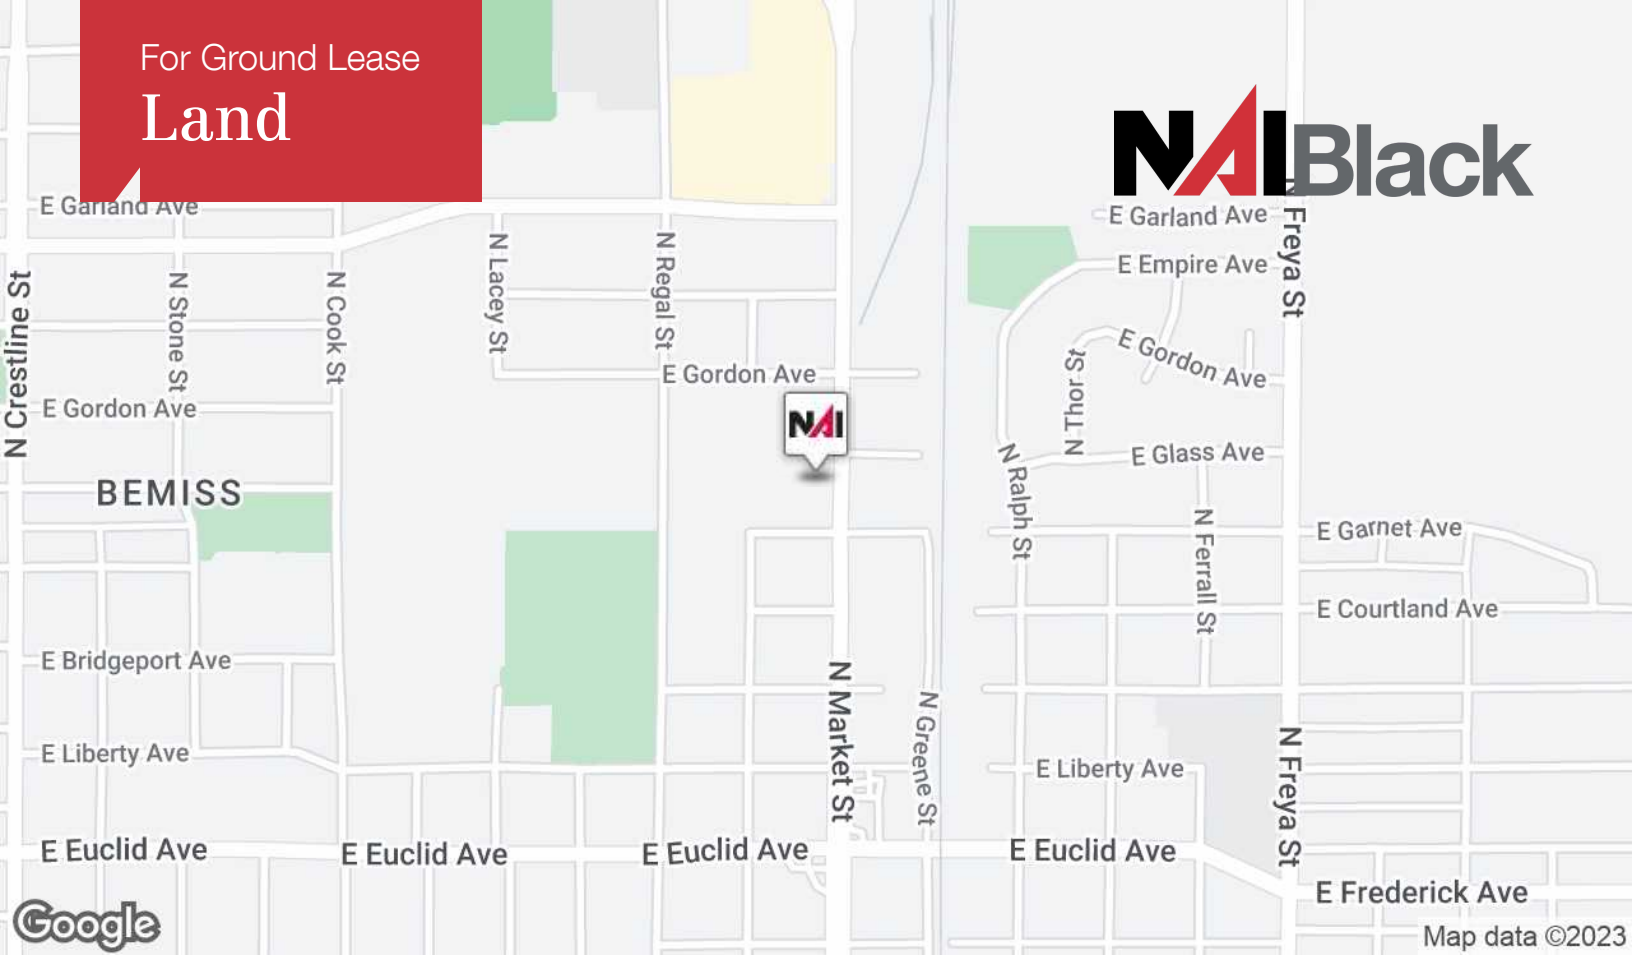 For Ground Lease
Land
NAIBlack
E Garland Ave
E Garland Ave
N Freya St
E Empire Ave
N Crestline St
N Stone St
N Cook St
N Lacey St
N Regal St
E Gordon Ave
E Gordon Ave
N Thor St
E Gordon Ave
NAI
BEMISS
N Ralph St
E Glass Ave
N Ferrall St
E Garnet Ave
E Courtland Ave
E Bridgeport Ave
N Market St
N Greene St
E Liberty Ave
E Liberty Ave
N Freya St
E Euclid Ave
E Euclid Ave
E Euclid Ave
E Euclid Ave
E Frederick Ave
Google
Map data ©2023